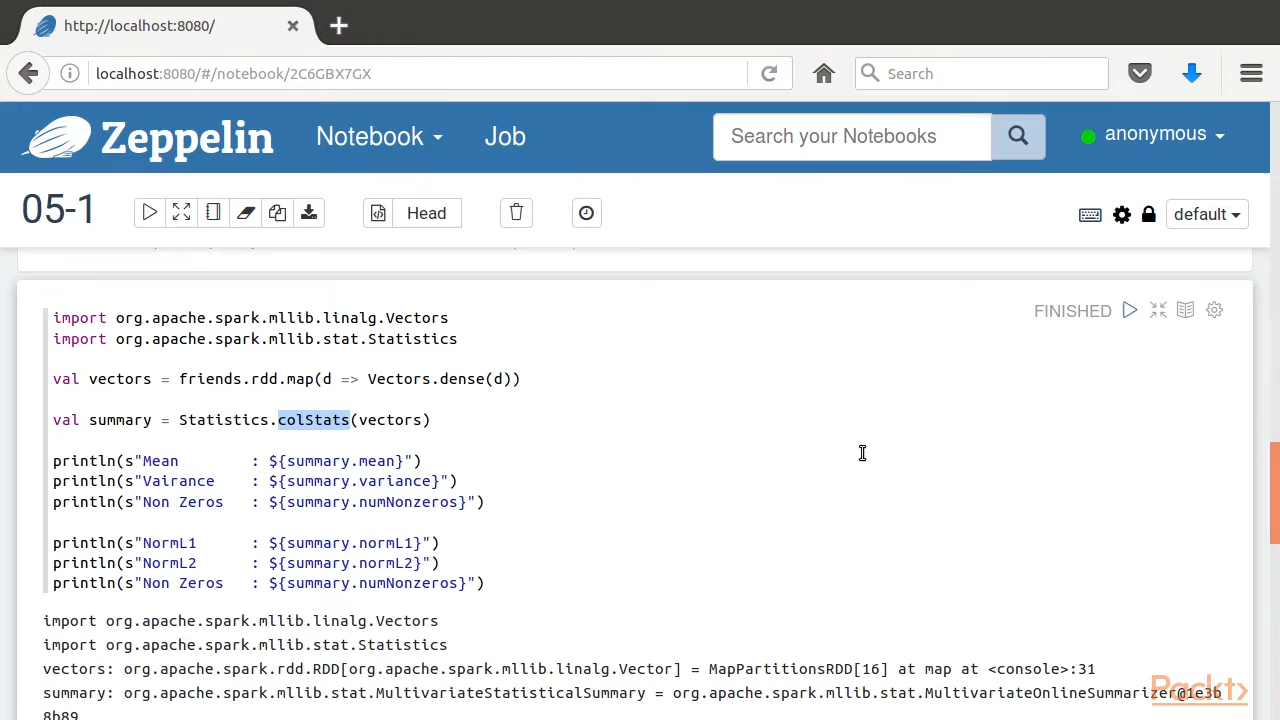 http://localhost:8080/
localhost:8080/#/notebook/2C6GBX7GX
Search
Zeppelin
Notebook
Job
Search your Notebooks
anonymous
05-1
Head
default
FINISHED
import org.apache.spark.mllib.linalg.Vectors
import org.apache.spark.mllib.stat.Statistics
val vectors = friends.rdd.map(d => Vectors.dense(d))
val summary = Statistics.colStats(vectors)
println(s"Mean        : ${summary.mean}")
println(s"Vairance    : ${summary.variance}")
println(s"Non Zeros   : ${summary.numNonzeros}")
println(s"NormL1      : ${summary.normL1}")
println(s"NormL2      : ${summary.normL2}")
println(s"Non Zeros   : ${summary.numNonzeros}")
import org.apache.spark.mllib.linalg.Vectors
import org.apache.spark.mllib.stat.Statistics
vectors: org.apache.spark.rdd.RDD[org.apache.spark.mllib.linalg.Vector] = MapPartitionsRDD[16] at map at <console>:31
summary: org.apache.spark.mllib.stat.MultivariateStatisticalSummary = org.apache.spark.mllib.stat.MultivariateOnlineSummarizer@1e3b
8b89
Packt>